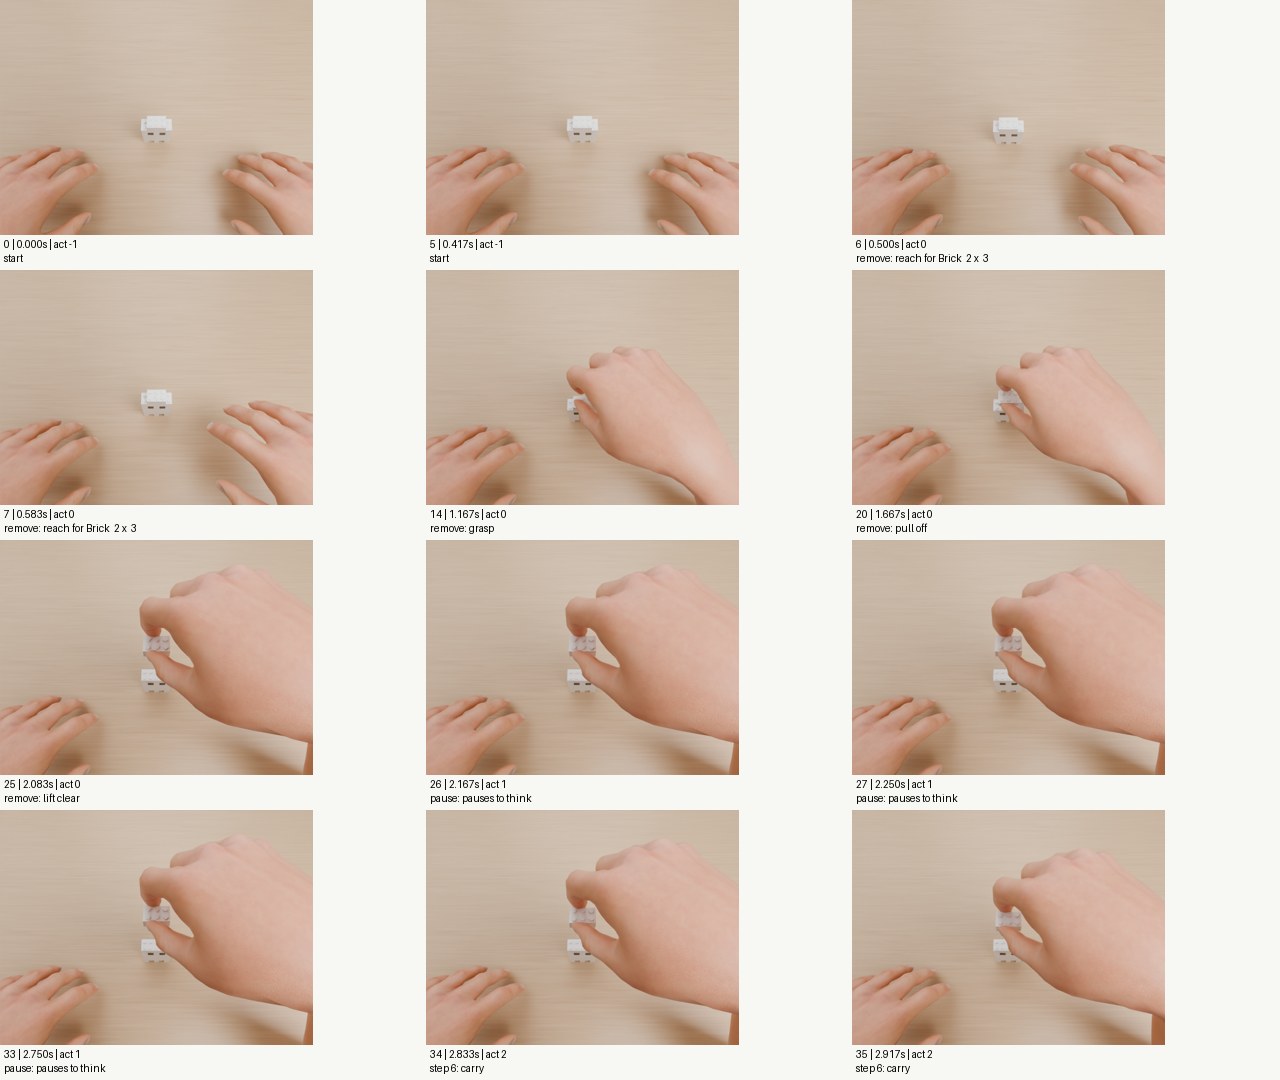 0 | 0.000s | act -1
start
5 | 0.417s | act -1
start
6 | 0.500s | act 0
remove: reach for Brick  2 x  3
7 | 0.583s | act 0
remove: reach for Brick  2 x  3
14 | 1.167s | act 0
remove: grasp
20 | 1.667s | act 0
remove: pull off
25 | 2.083s | act 0
remove: lift clear
26 | 2.167s | act 1
pause: pauses to think
27 | 2.250s | act 1
pause: pauses to think
33 | 2.750s | act 1
pause: pauses to think
34 | 2.833s | act 2
step 6: carry
35 | 2.917s | act 2
step 6: carry